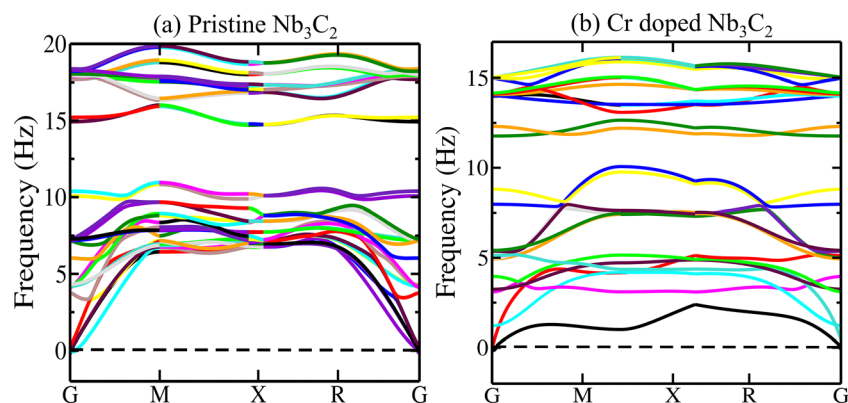 (a) Pristine Nb₃C₂
Frequency (Hz)
20
15
10
5
0
G M X R G
(b) Cr doped Nb₃C₂
Frequency (Hz)
15
10
5
0
G M X R G